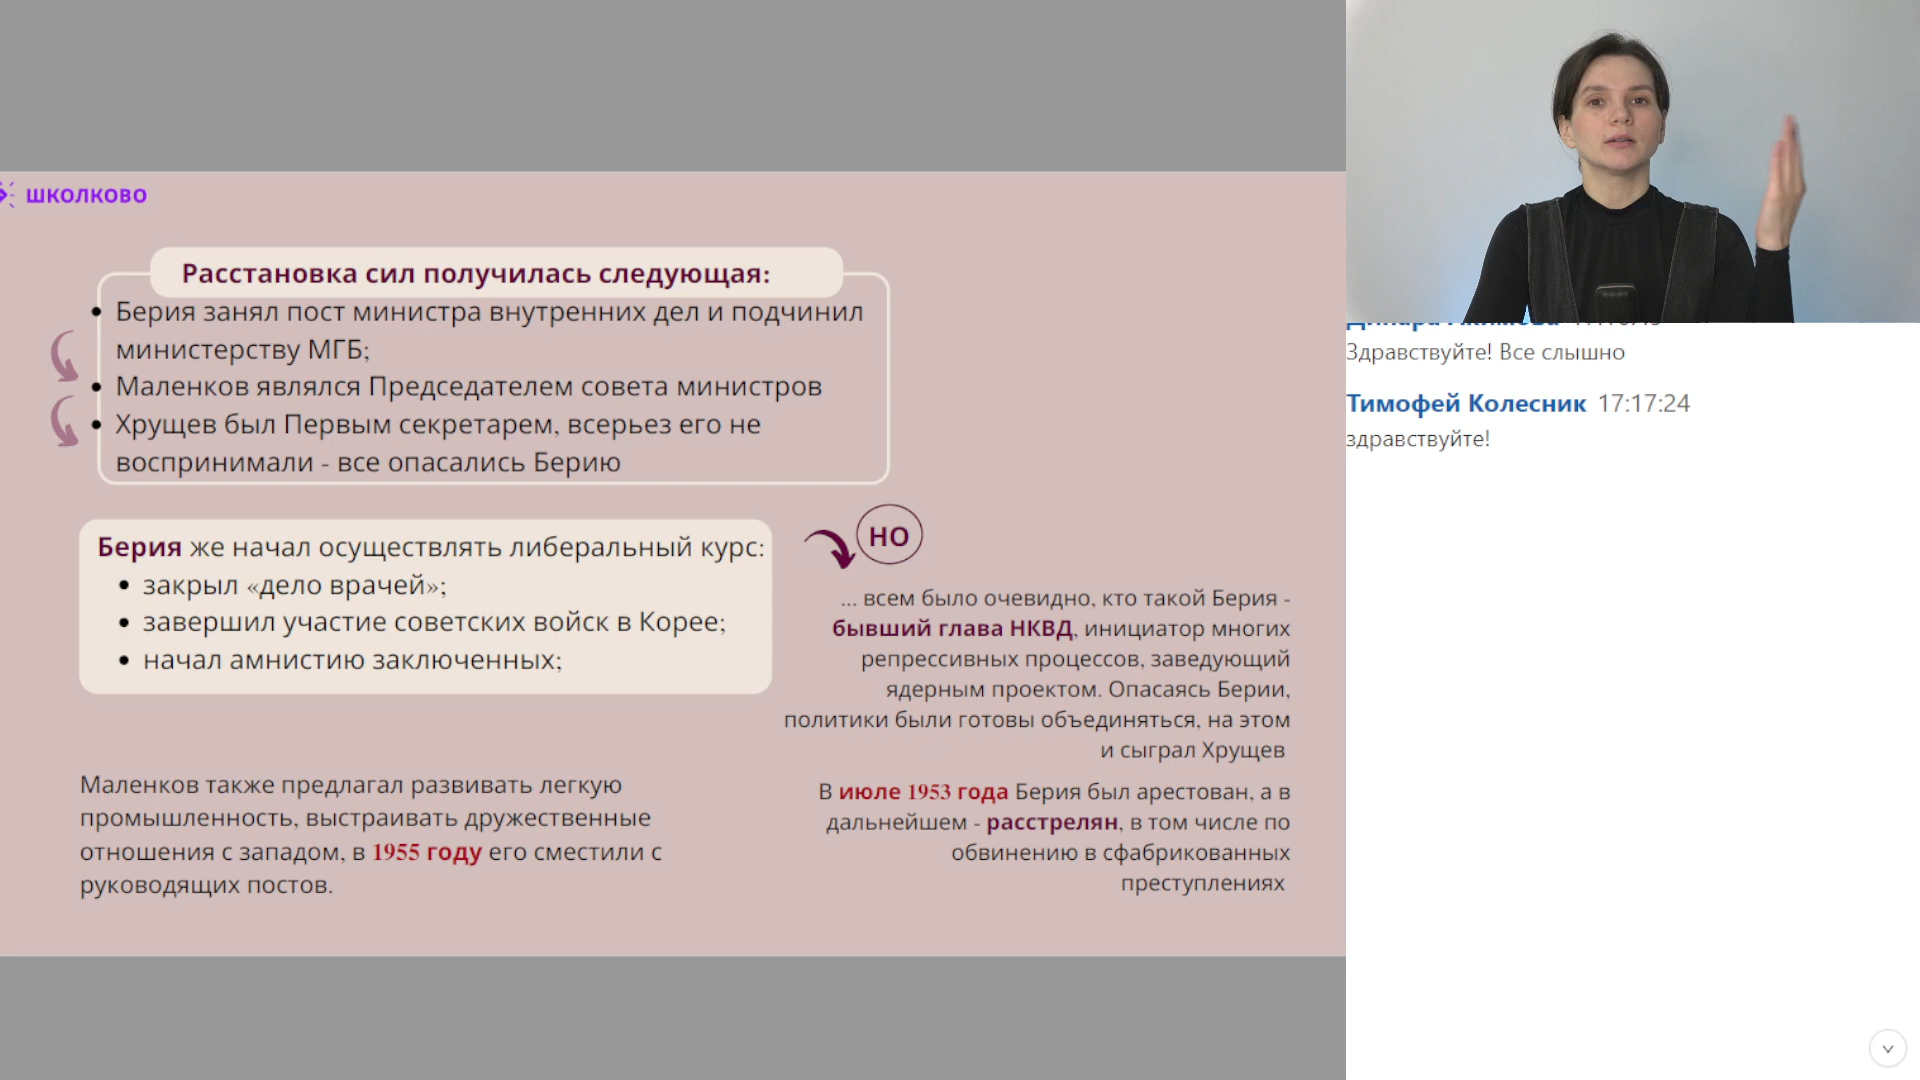 ШКОЛКОВО
Расстановка сил получилась следующая:
• Берия занял пост министра внутренних дел и подчинил
министерству МГБ;
• Маленков являлся Председателем совета министров
• Хрущев был Первым секретарем, всерьез его не
воспринимали - все опасались Берию
Берия же начал осуществлять либеральный курс:
• закрыл «дело врачей»;
• завершил участие советских войск в Корее;
• начал амнистию заключенных;
НО
... всем было очевидно, кто такой Берия -
бывший глава НКВД, инициатор многих
репрессивных процессов, заведующий
ядерным проектом. Опасаясь Берии,
политики были готовы объединяться, на этом
и сыграл Хрущев
Маленков также предлагал развивать легкую
промышленность, выстраивать дружественные
отношения с западом, в 1955 году его сместили с
руководящих постов.
В июле 1953 года Берия был арестован, а в
дальнейшем - расстрелян, в том числе по
обвинению в сфабрикованных
преступлениях
Здравствуйте! Все слышно
Тимофей Колесник 17:17:24
здравствуйте!